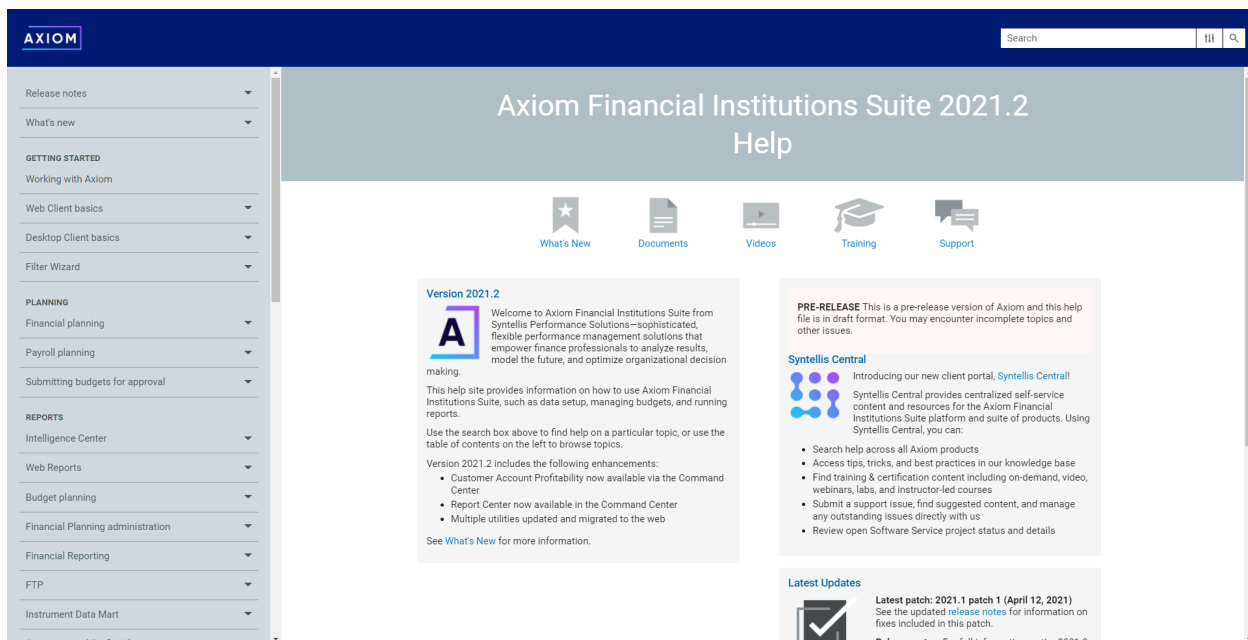 AXIOM
Search
Release notes
What's new
GETTING STARTED
Working with Axiom
Web Client basics
Desktop Client basics
Filter Wizard
PLANNING
Financial planning
Payroll planning
Submitting budgets for approval
REPORTS
Intelligence Center
Web Reports
Budget planning
Financial Planning administration
Financial Reporting
FTP
Instrument Data Mart
Axiom Financial Institutions Suite 2021.2
Help
What's New
Documents
Videos
Training
Support
Version 2021.2
A
Welcome to Axiom Financial Institutions Suite from
Syntellis Performance Solutions—sophisticated,
flexible performance management solutions that
empower finance professionals to analyze results,
model the future, and optimize organizational decision
making.
This help site provides information on how to use Axiom Financial
Institutions Suite, such as data setup, managing budgets, and running
reports.
Use the search box above to find help on a particular topic, or use the
table of contents on the left to browse topics.
Version 2021.2 includes the following enhancements:
• Customer Account Profitability now available via the Command
Center
• Report Center now available in the Command Center
• Multiple utilities updated and migrated to the web
See What's New for more information.
PRE-RELEASE This is a pre-release version of Axiom and this help
file is in draft format. You may encounter incomplete topics and
other issues.
Syntellis Central
Introducing our new client portal, Syntellis Central!
Syntellis Central provides centralized self-service
content and resources for the Axiom Financial
Institutions Suite platform and suite of products. Using
Syntellis Central, you can:
• Search help across all Axiom products
• Access tips, tricks, and best practices in our knowledge base
• Find training & certification content including on-demand, video,
webinars, labs, and instructor-led courses
• Submit a support issue, find suggested content, and manage
any outstanding issues directly with us
• Review open Software Service project status and details
Latest Updates
Latest patch: 2021.1 patch 1 (April 12, 2021)
See the updated release notes for information on
fixes included in this patch.